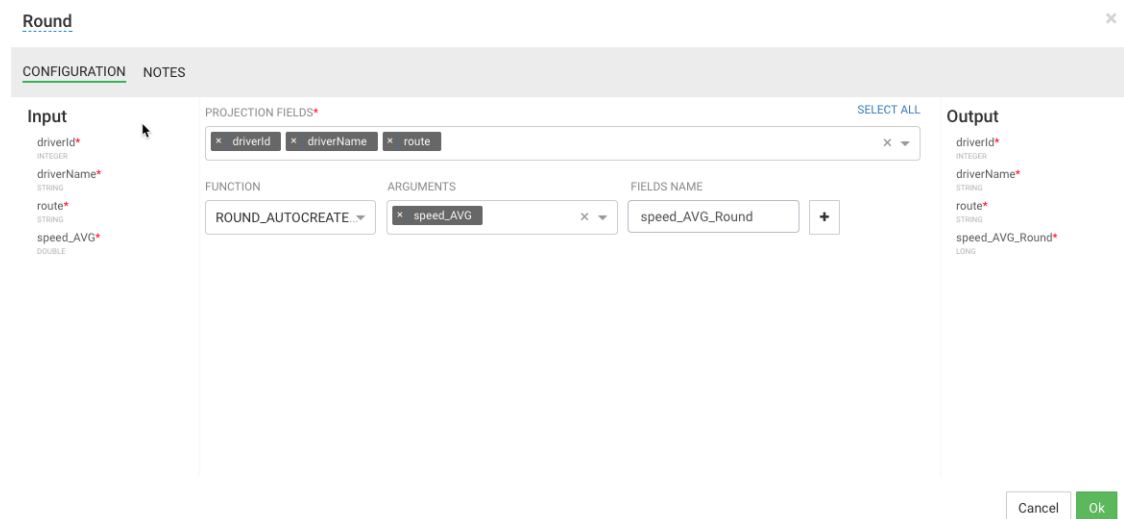 Round
×
CONFIGURATION NOTES
Input
driverId*
INTEGER
driverName*
STRING
route*
STRING
speed_AVG*
DOUBLE
PROJECTION FIELDS*
SELECT ALL
× driverId × driverName × route ×
FUNCTION ARGUMENTS FIELDS NAME
ROUND_AUTOCREATE... × speed_AVG × speed_AVG_Round +
Output
driverId*
INTEGER
driverName*
STRING
route*
STRING
speed_AVG_Round*
LONG
Cancel Ok